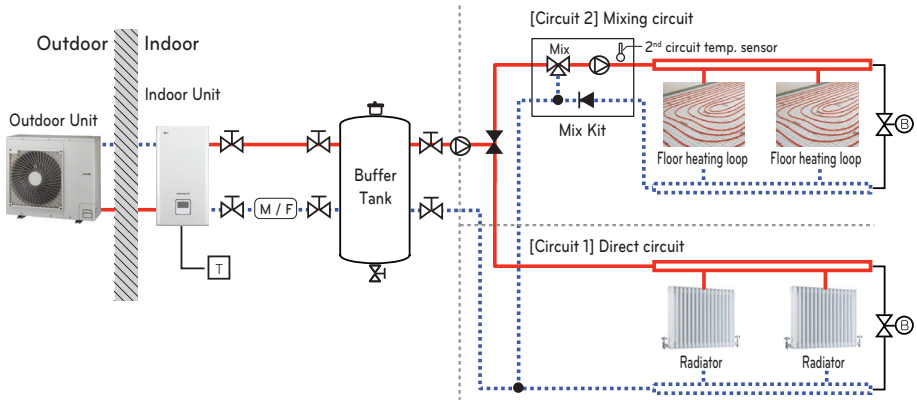 Outdoor
Indoor
Outdoor Unit
Indoor Unit
T
M / F
Buffer
Tank
[Circuit 2] Mixing circuit
Mix
2nd circuit temp. sensor
Mix Kit
Floor heating loop
Floor heating loop
B
[Circuit 1] Direct circuit
Radiator
Radiator
B